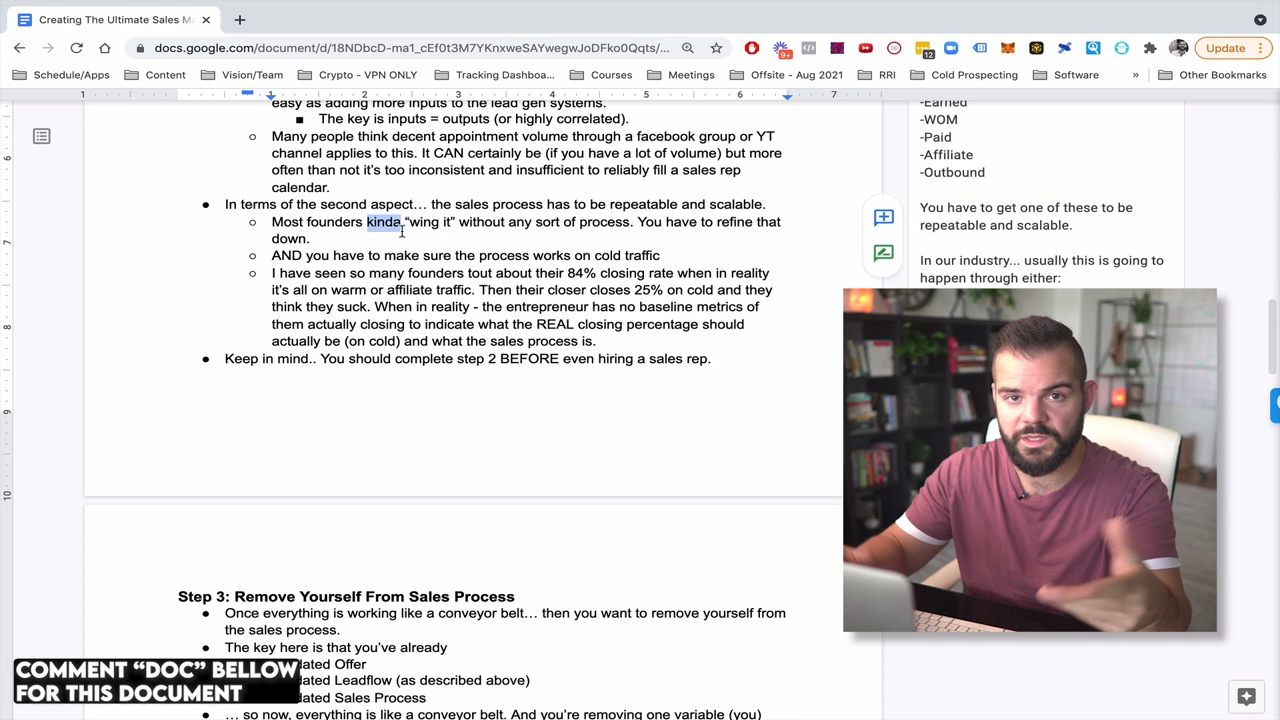 Creating The Ultimate Sales M
docs.google.com/document/d/18NDbcD-ma1_cEf0t3M7YKnxweSAYwegwJoDFko0Qqts/...
9+
12
Update
Schedule/Apps
Content
Vision/Team
Crypto - VPN ONLY
Tracking Dashboa...
Courses
Meetings
Offsite - Aug 2021
RRI
Cold Prospecting
Software
»
Other Bookmarks
1 1 2 3 4 5 6 7
6
7
8
9
10
easy as adding more inputs to the lead gen systems.
■ The key is inputs = outputs (or highly correlated).
○ Many people think decent appointment volume through a facebook group or YT
channel applies to this. It CAN certainly be (if you have a lot of volume) but more
often than not it's too inconsistent and insufficient to reliably fill a sales rep
calendar.
● In terms of the second aspect… the sales process has to be repeatable and scalable.
○ Most founders kinda "wing it" without any sort of process. You have to refine that
down.
○ AND you have to make sure the process works on cold traffic
○ I have seen so many founders tout about their 84% closing rate when in reality
it's all on warm or affiliate traffic. Then their closer closes 25% on cold and they
think they suck. When in reality - the entrepreneur has no baseline metrics of
them actually closing to indicate what the REAL closing percentage should
actually be (on cold) and what the sales process is.
● Keep in mind.. You should complete step 2 BEFORE even hiring a sales rep.
Step 3: Remove Yourself From Sales Process
● Once everything is working like a conveyor belt… then you want to remove yourself from
the sales process.
● The key here is that you've already
dated Offer
dated Leadflow (as described above)
dated Sales Process
● … so now, everything is like a conveyor belt. And you're removing one variable (you)
-Earned
-WOM
-Paid
-Affiliate
-Outbound
You have to get one of these to be
repeatable and scalable.
In our industry... usually this is going to
happen through either:
COMMENT "DOC" BELLOW
FOR THIS DOCUMENT